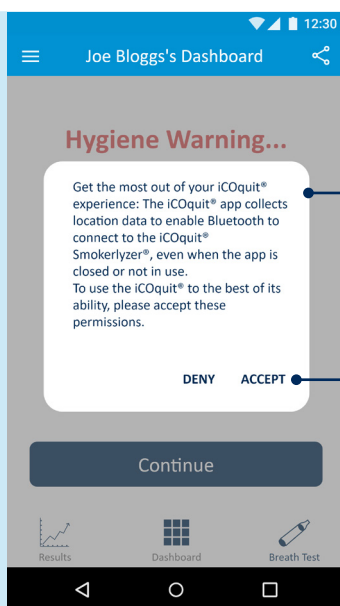 12:30
Joe Bloggs's Dashboard
Hygiene Warning...
Get the most out of your iCOquit®
experience: The iCOquit® app collects
location data to enable Bluetooth to
connect to the iCOquit®
Smokerlyzer®, even when the app is
closed or not in use.
To use the iCOquit® to the best of its
ability, please accept these
permissions.
DENY ACCEPT
Continue
Results Dashboard Breath Test